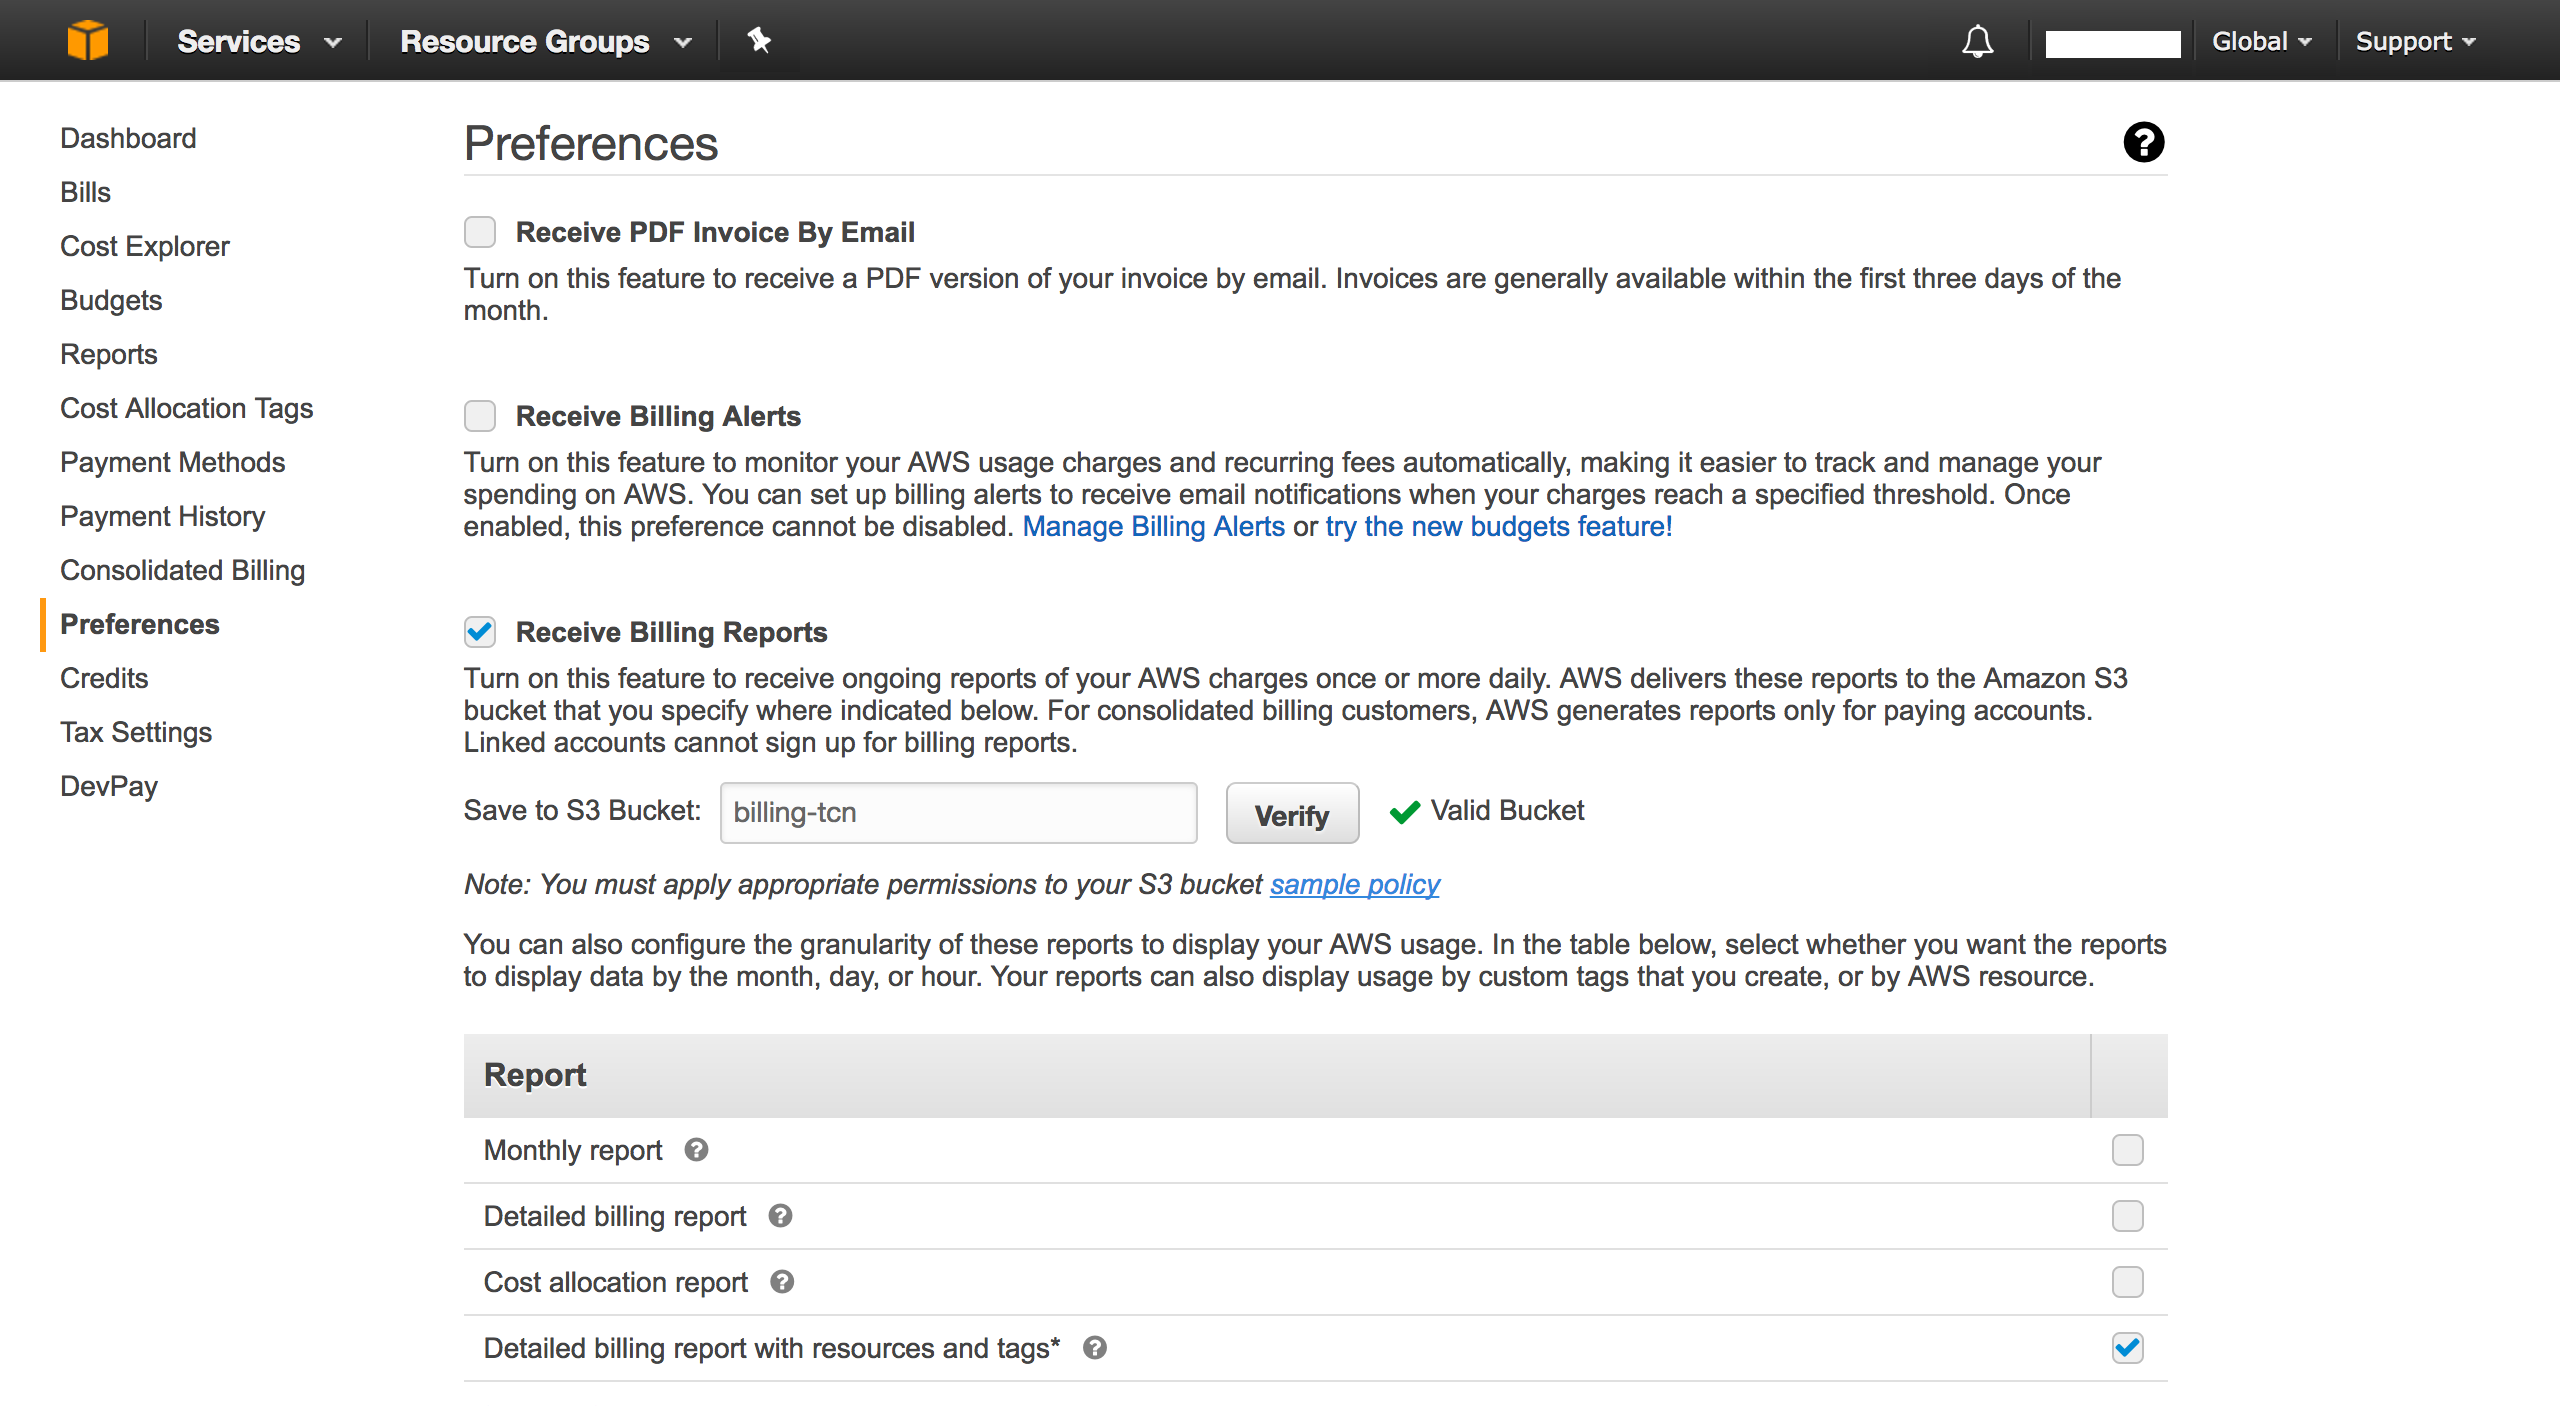 Services
Resource Groups
Global
Support
Dashboard
Bills
Cost Explorer
Budgets
Reports
Cost Allocation Tags
Payment Methods
Payment History
Consolidated Billing
Preferences
Credits
Tax Settings
DevPay
Preferences
Receive PDF Invoice By Email
Turn on this feature to receive a PDF version of your invoice by email. Invoices are generally available within the first three days of the
month.
Receive Billing Alerts
Turn on this feature to monitor your AWS usage charges and recurring fees automatically, making it easier to track and manage your
spending on AWS. You can set up billing alerts to receive email notifications when your charges reach a specified threshold. Once
enabled, this preference cannot be disabled. Manage Billing Alerts or try the new budgets feature!
Receive Billing Reports
Turn on this feature to receive ongoing reports of your AWS charges once or more daily. AWS delivers these reports to the Amazon S3
bucket that you specify where indicated below. For consolidated billing customers, AWS generates reports only for paying accounts.
Linked accounts cannot sign up for billing reports.
Save to S3 Bucket: billing-tcn Verify Valid Bucket
Note: You must apply appropriate permissions to your S3 bucket sample policy
You can also configure the granularity of these reports to display your AWS usage. In the table below, select whether you want the reports
to display data by the month, day, or hour. Your reports can also display usage by custom tags that you create, or by AWS resource.
Report
Monthly report
Detailed billing report
Cost allocation report
Detailed billing report with resources and tags*